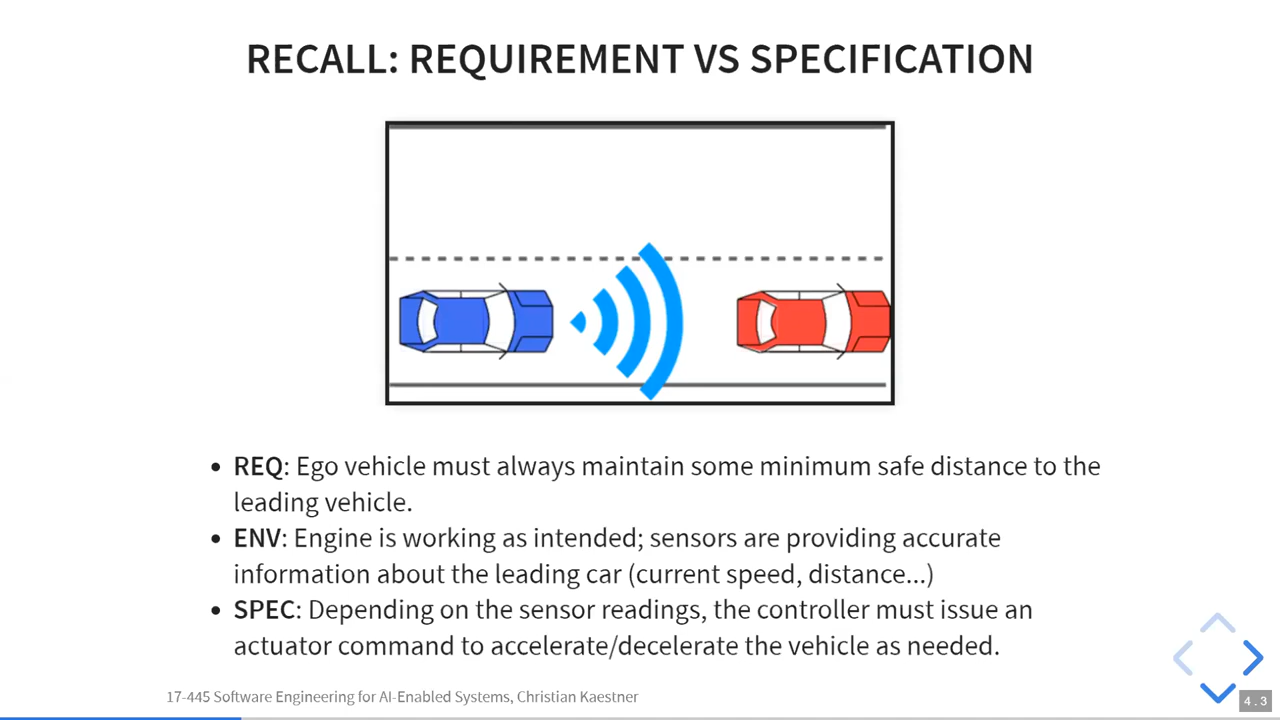 RECALL: REQUIREMENT VS SPECIFICATION
• REQ: Ego vehicle must always maintain some minimum safe distance to the
leading vehicle.
• ENV: Engine is working as intended; sensors are providing accurate
information about the leading car (current speed, distance...)
• SPEC: Depending on the sensor readings, the controller must issue an
actuator command to accelerate/decelerate the vehicle as needed.
17-445 Software Engineering for AI-Enabled Systems, Christian Kaestner
4 . 3